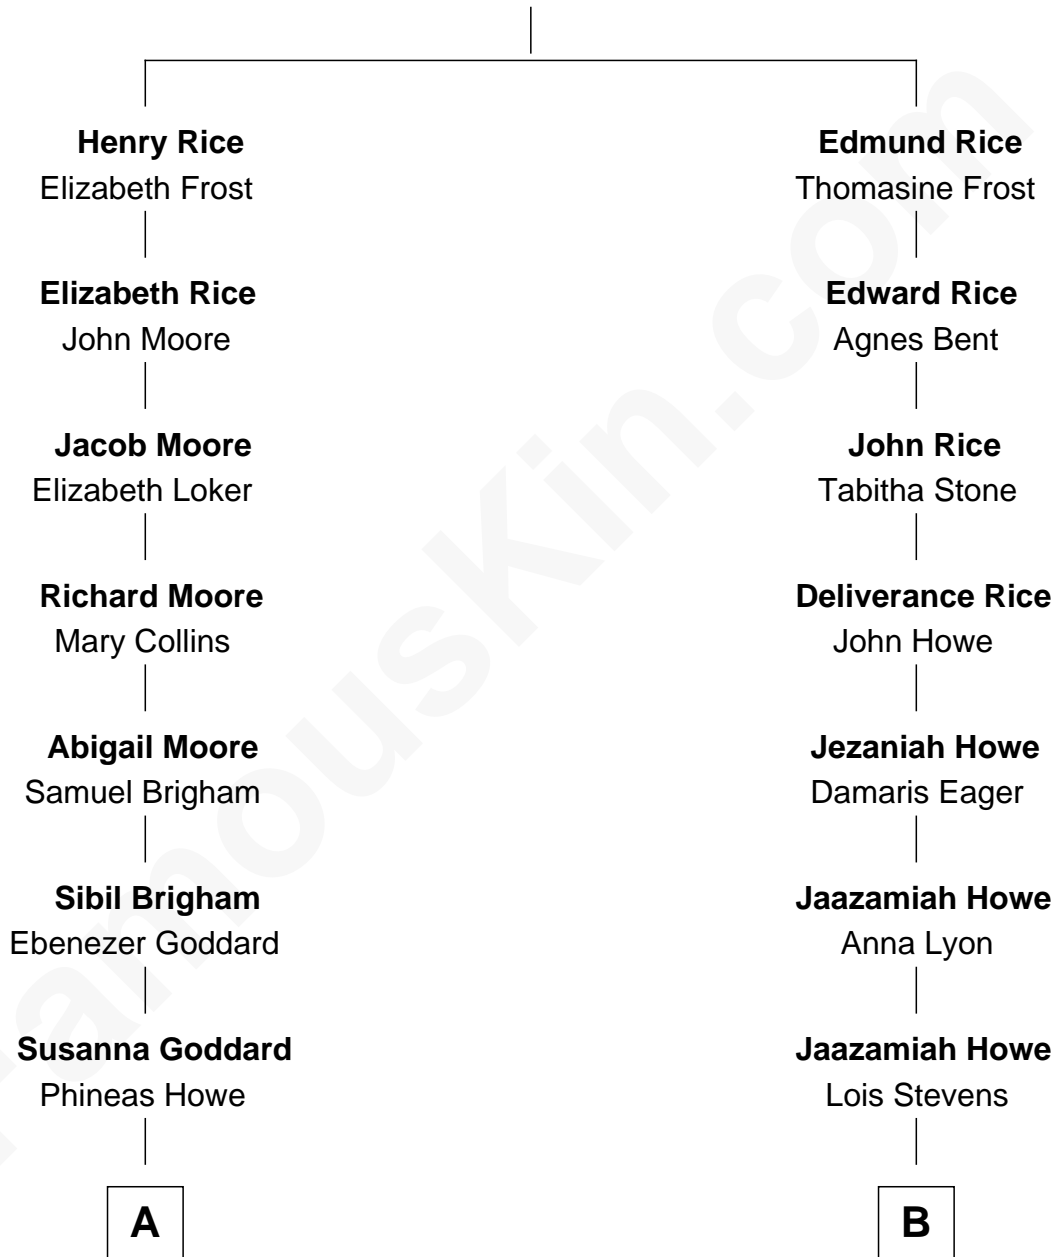 Henry Rice
Elizabeth Frost
Elizabeth Rice
John Moore
Jacob Moore
Elizabeth Loker
Richard Moore
Mary Collins
Abigail Moore
Samuel Brigham
Sibil Brigham
Ebenezer Goddard
Susanna Goddard
Phineas Howe
A
Edmund Rice
Thomasine Frost
Edward Rice
Agnes Bent
John Rice
Tabitha Stone
Deliverance Rice
John Howe
Jezaniah Howe
Damaris Eager
Jaazamiah Howe
Anna Lyon
Jaazamiah Howe
Lois Stevens
B
FamousKin.com